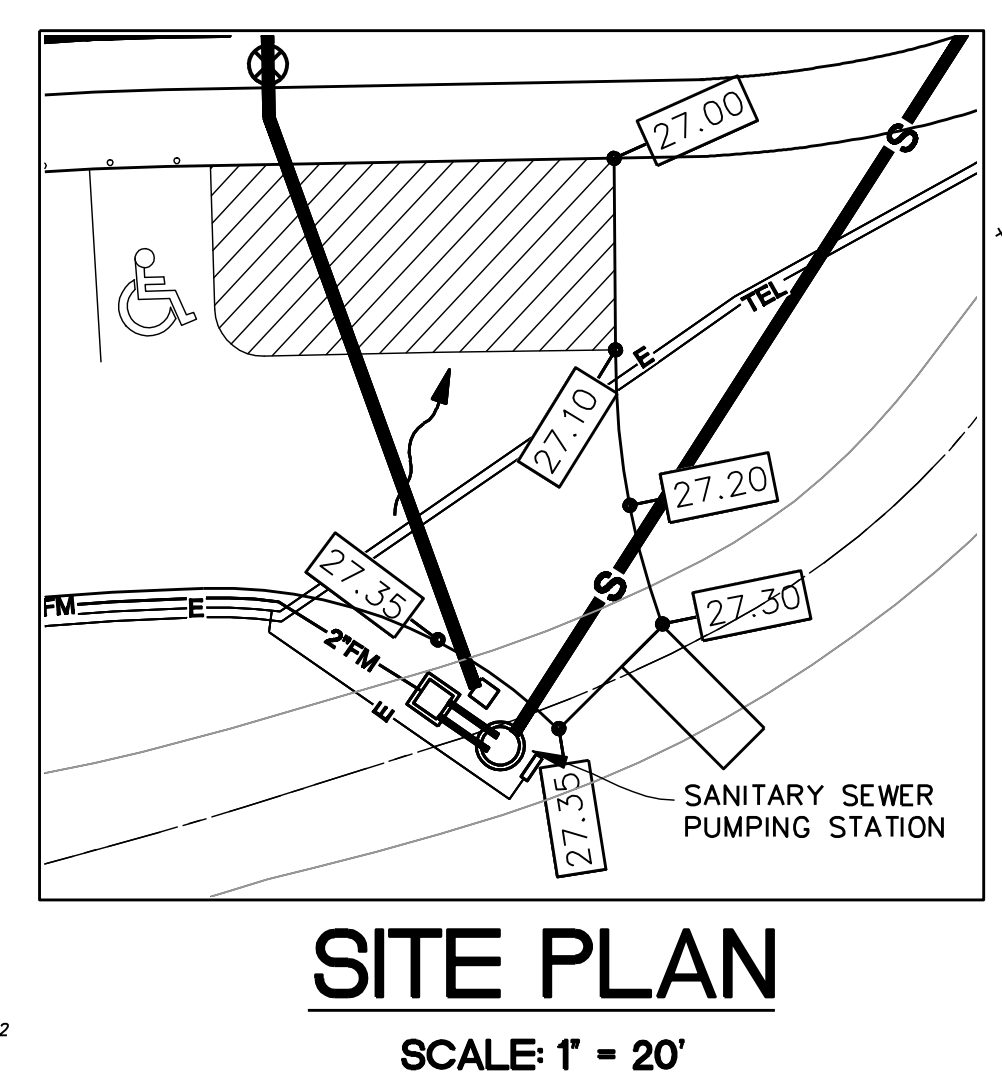 27.00
S
TEL
E
27.10
27.20
S
27.35
27.30
FM
E
2"FM
E
27.35
SANITARY SEWER
PUMPING STATION
SITE PLAN
2
SCALE: 1" = 20'